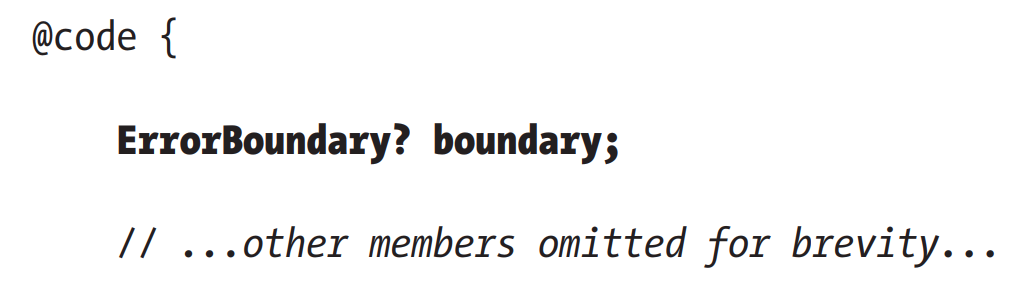 @code {
ErrorBoundary? boundary;
// ...other members omitted for brevity...